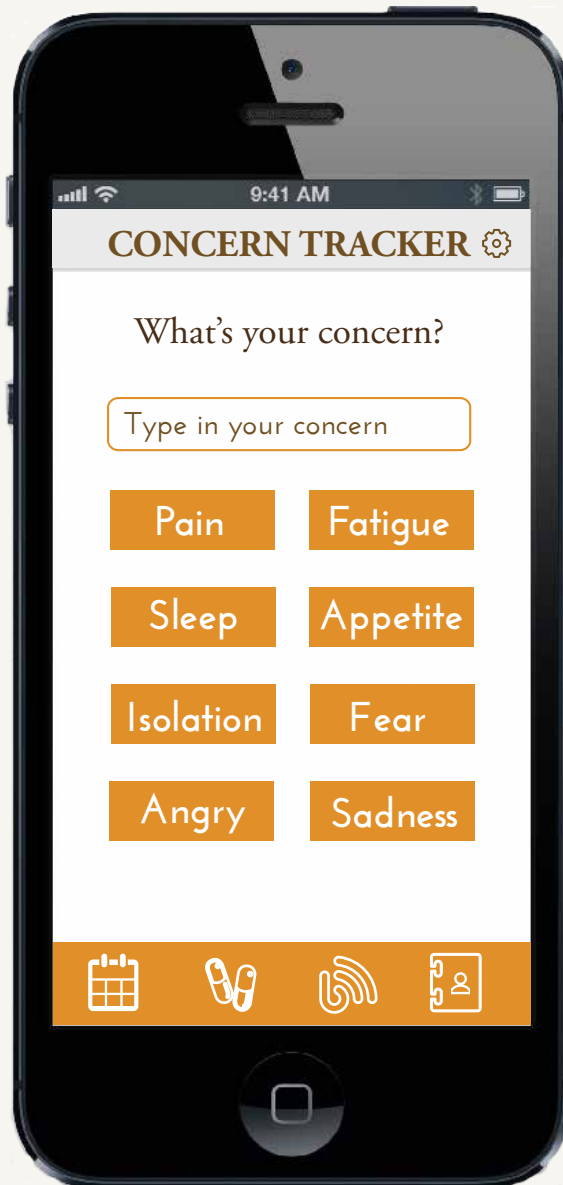 9:41 AM
CONCERN TRACKER
What's your concern?
Type in your concern
Pain Fatigue
Sleep Appetite
Isolation Fear
Angry Sadness